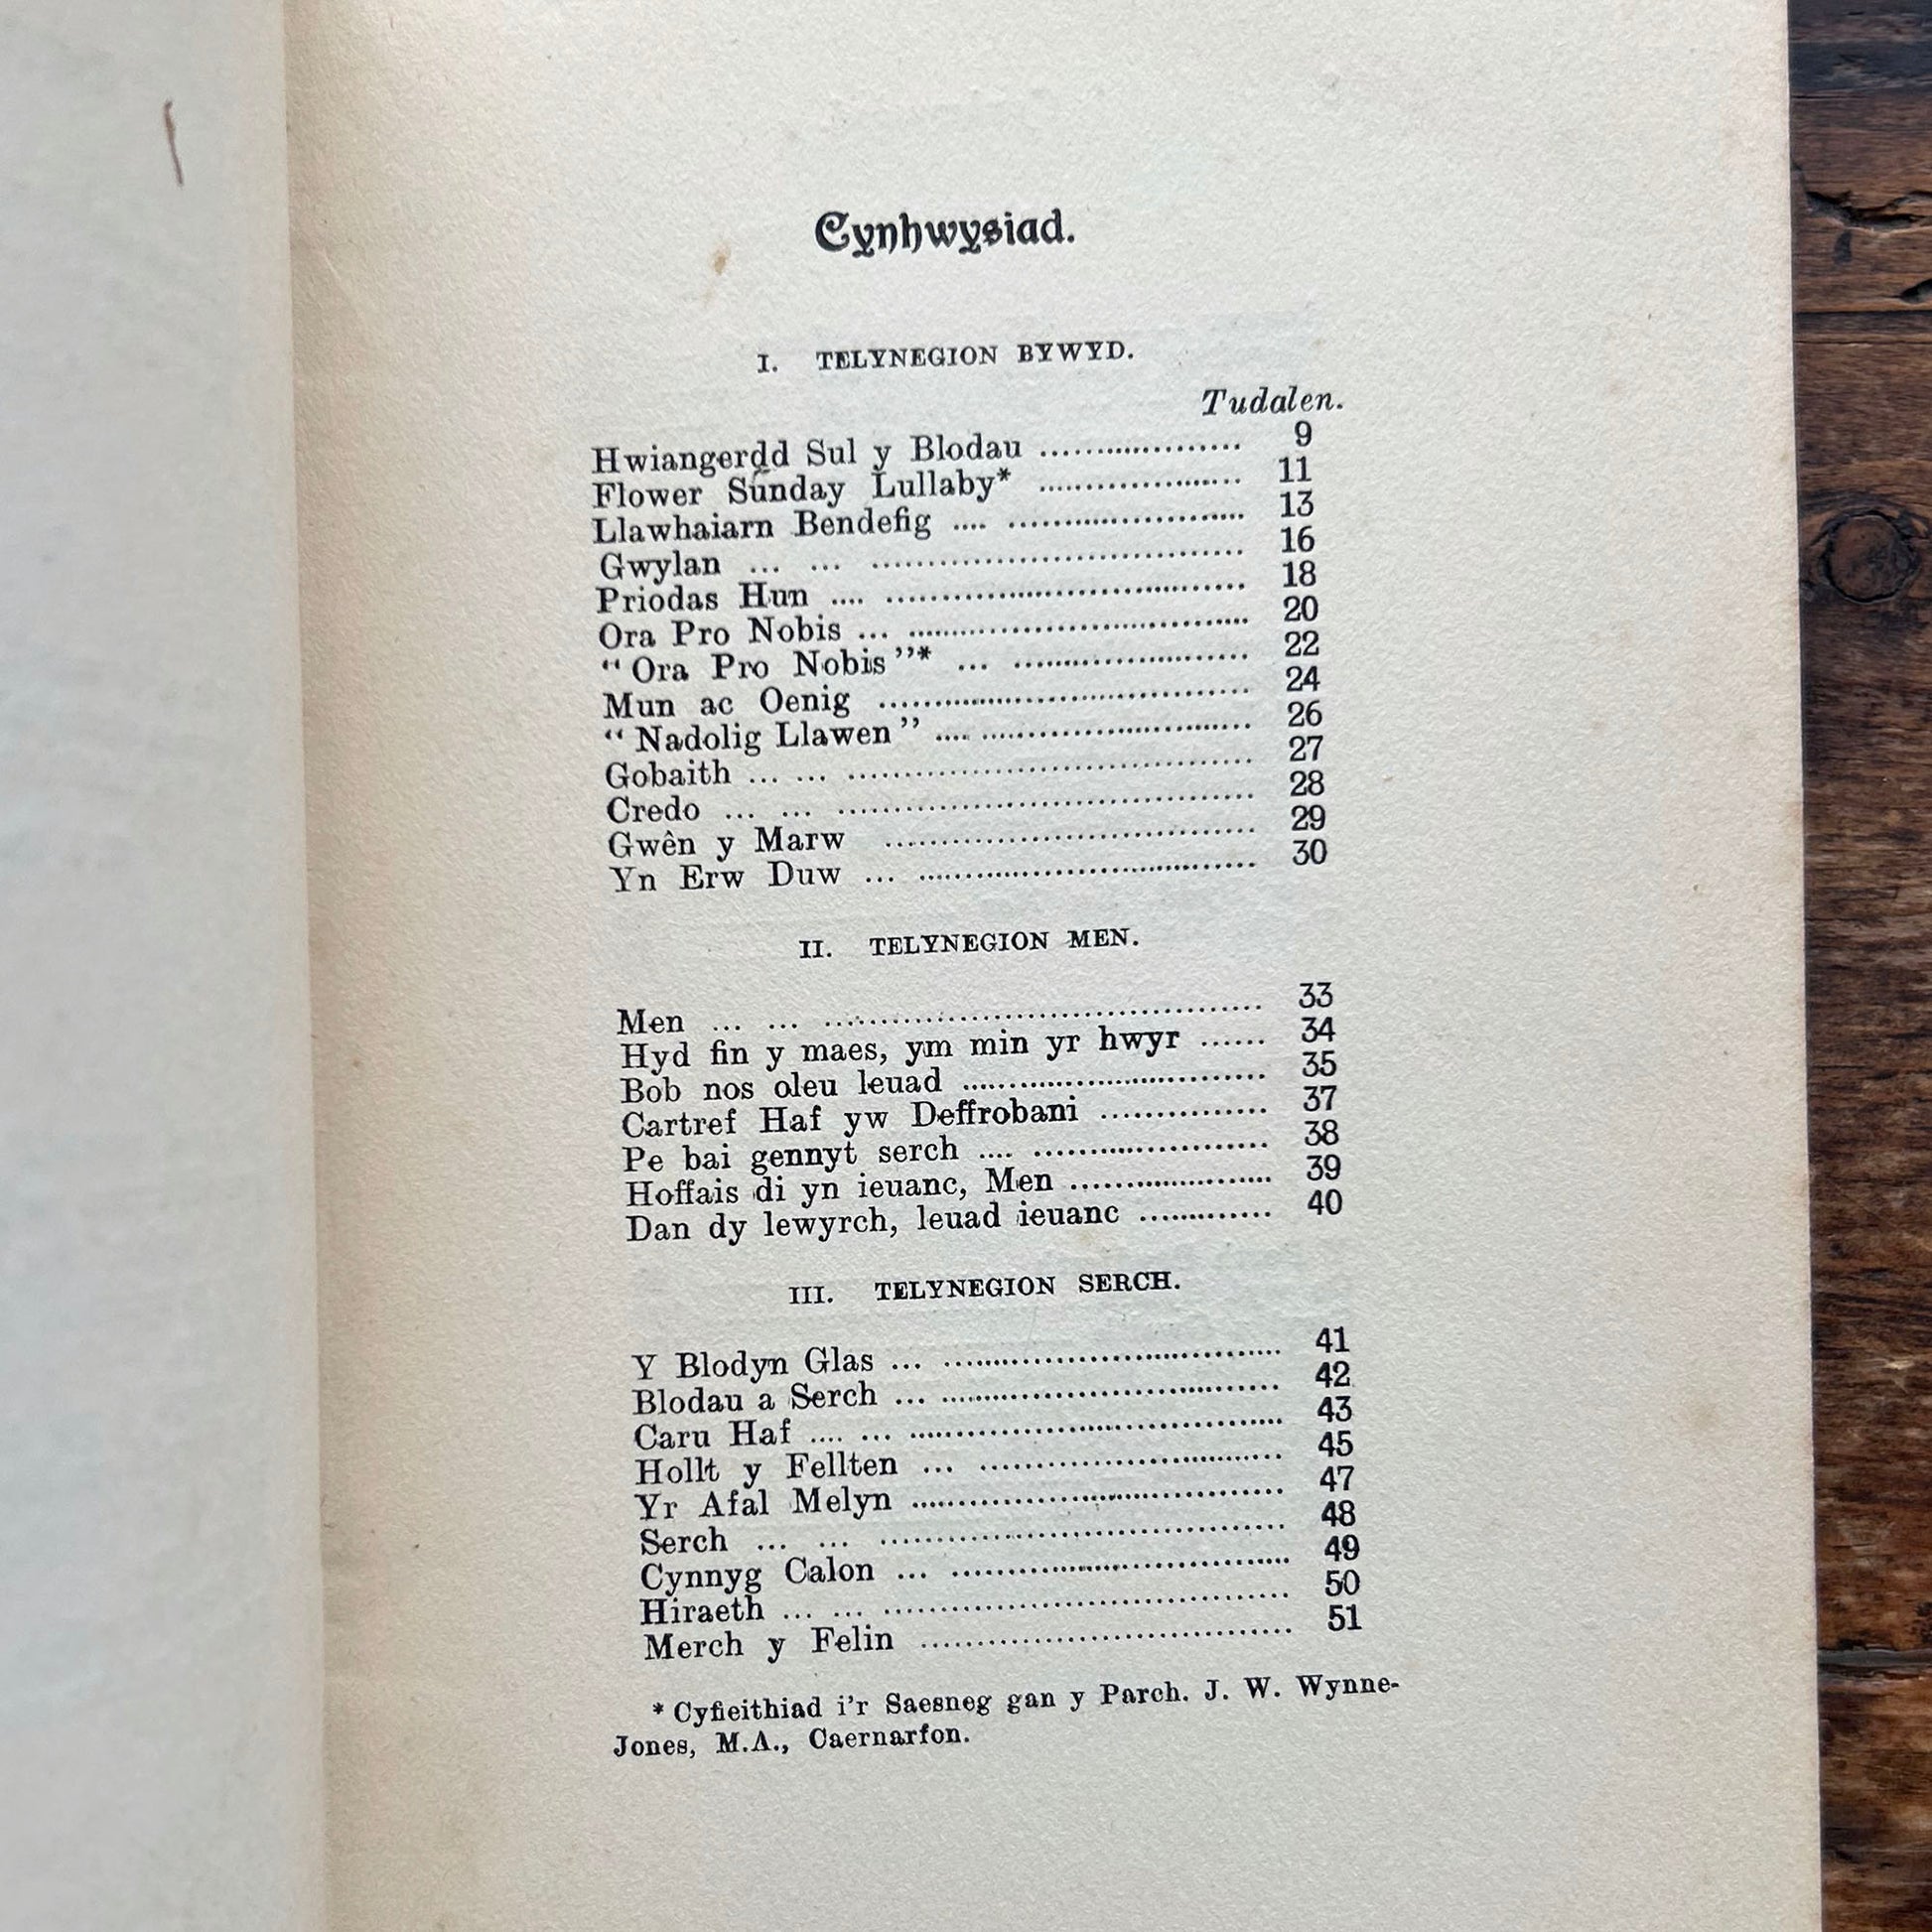 Cynhwysiad.
I. TELYNEGION BYWYD.
Tudalen.
Hwiangerdd Sul y Blodau .................... 9
Flower Sunday Lullaby* .................... 11
Llawhaiarn Bendefig .... .................... 13
Gwylan ... ... .................... 16
Priodas Hun .... .................... 18
Ora Pro Nobis ... .................... 20
“Ora Pro Nobis”* ... .................... 22
Mun ac Oenig .................... 24
“Nadolig Llawen” .... .................... 26
Gobaith ... ... .................... 27
Credo ... ... .................... 28
Gwên y Marw .................... 29
Yn Erw Duw ... .................... 30
II. TELYNEGION MEN.
Men ... ... .................... 33
Hyd fin y maes, ym min yr hwyr ...... 34
Bob nos oleu leuad .................... 35
Cartref Haf yw Deffrobani ............... 37
Pe bai gennyt serch .... .................... 38
Hoffais di yn ieuanc, Men .................... 39
Dan dy lewyrch, leuad ieuanc ............ 40
III. TELYNEGION SERCH.
Y Blodyn Glas ... .................... 41
Blodau a Serch ... .................... 42
Caru Haf .... ... .................... 43
Hollt y Fellten ... .................... 45
Yr Afal Melyn .................... 47
Serch ... ... .................... 48
Cynnyg Calon ... .................... 49
Hiraeth ... ... .................... 50
Merch y Felin .................... 51
* Cyfieithiad i'r Saesneg gan y Parch. J. W. Wynne-
Jones, M.A., Caernarfon.